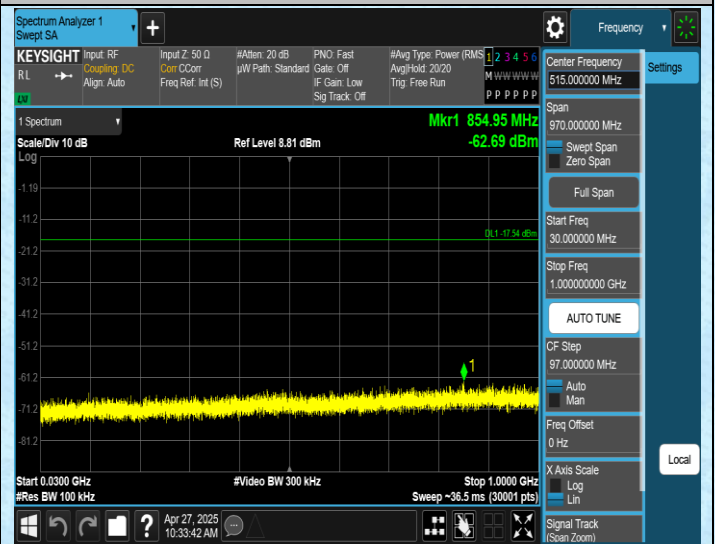 Spectrum Analyzer 1
Swept SA
+
Frequency
KEYSIGHT
RL
LXI
Input: RF
Coupling: DC
Align: Auto
Input Z: 50 Ω
Corr CCorr
Freq Ref: Int (S)
#Atten: 20 dB
µW Path: Standard
PNO: Fast
Gate: Off
IF Gain: Low
Sig Track: Off
#Avg Type: Power (RMS
Avg|Hold: 20/20
Trig: Free Run
1 2 3 4 5 6
M W W W W W
P P P P P P
1 Spectrum
Mkr1 854.95 MHz
-62.69 dBm
Scale/Div 10 dB
Ref Level 8.81 dBm
Log
-1.19
-11.2
DL1 -17.54 dBm
-21.2
-31.2
-41.2
-51.2
1
-61.2
-71.2
-81.2
Start 0.0300 GHz
#Video BW 300 kHz
Stop 1.0000 GHz
#Res BW 100 kHz
Sweep ~36.5 ms (30001 pts)
?
Apr 27, 2025
10:33:42 AM
Center Frequency
515.000000 MHz
Settings
Span
970.000000 MHz
Swept Span
Zero Span
Full Span
Start Freq
30.000000 MHz
Stop Freq
1.000000000 GHz
AUTO TUNE
CF Step
97.000000 MHz
Auto
Man
Freq Offset
0 Hz
X Axis Scale
Log
Lin
Local
Signal Track
(Span Zoom)